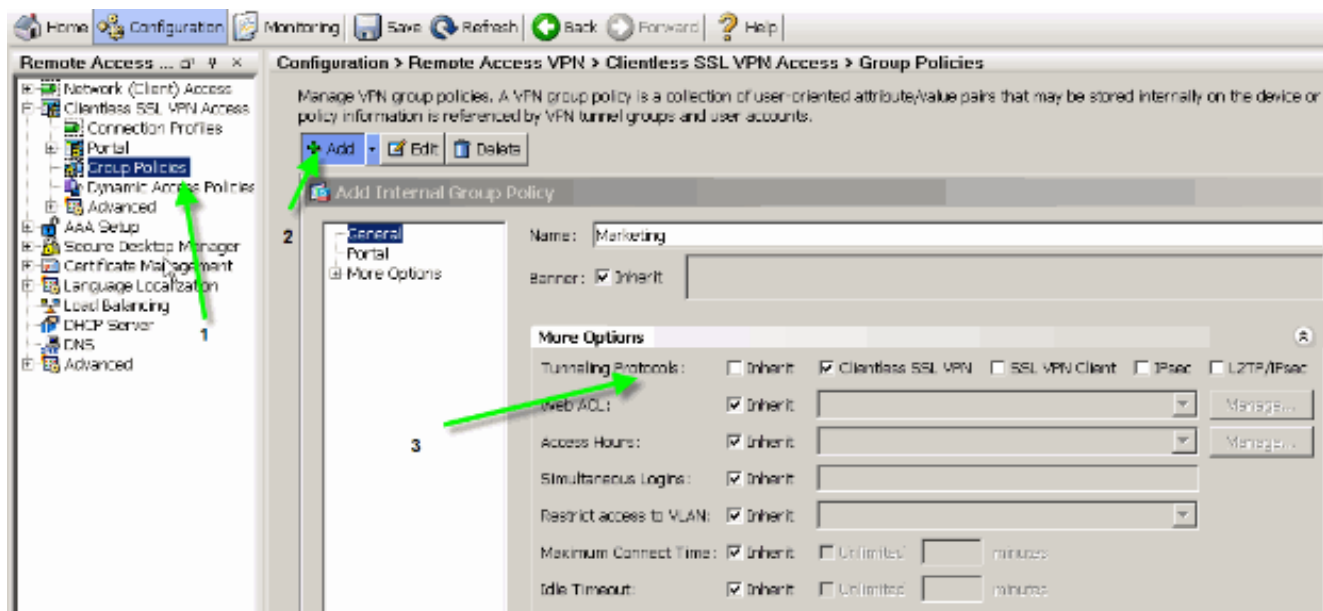 Home Configuration Monitoring Save Refresh Back Forward Help
Remote Access ...
Network (Client) Access
Clientless SSL VPN Access
Connection Profiles
Portal
Group Policies
Dynamic Access Policies
Advanced
AAA Setup
Secure Desktop Manager
Certificate Management
Language Localization
Load Balancing
DHCP Server
DNS
Advanced
1
Configuration > Remote Access VPN > Clientless SSL VPN Access > Group Policies
Manage VPN group policies. A VPN group policy is a collection of user-oriented attribute/value pairs that may be stored internally on the device or
policy information is referenced by VPN tunnel groups and user accounts.
Add Edit Delete
2
Add Internal Group Policy
General
Portal
More Options
3
Name: Marketing
Banner: Inherit
More Options
Tunneling Protocols: Inherit Clientless SSL VPN SSL VPN Client IPsec L2TP/IPsec
Web ACL: Inherit Manage...
Access Hours: Inherit Manage...
Simultaneous Logins: Inherit
Restrict access to VLAN: Inherit
Maximum Connect Time: Inherit Unlimited minutes
Idle Timeout: Inherit Unlimited minutes